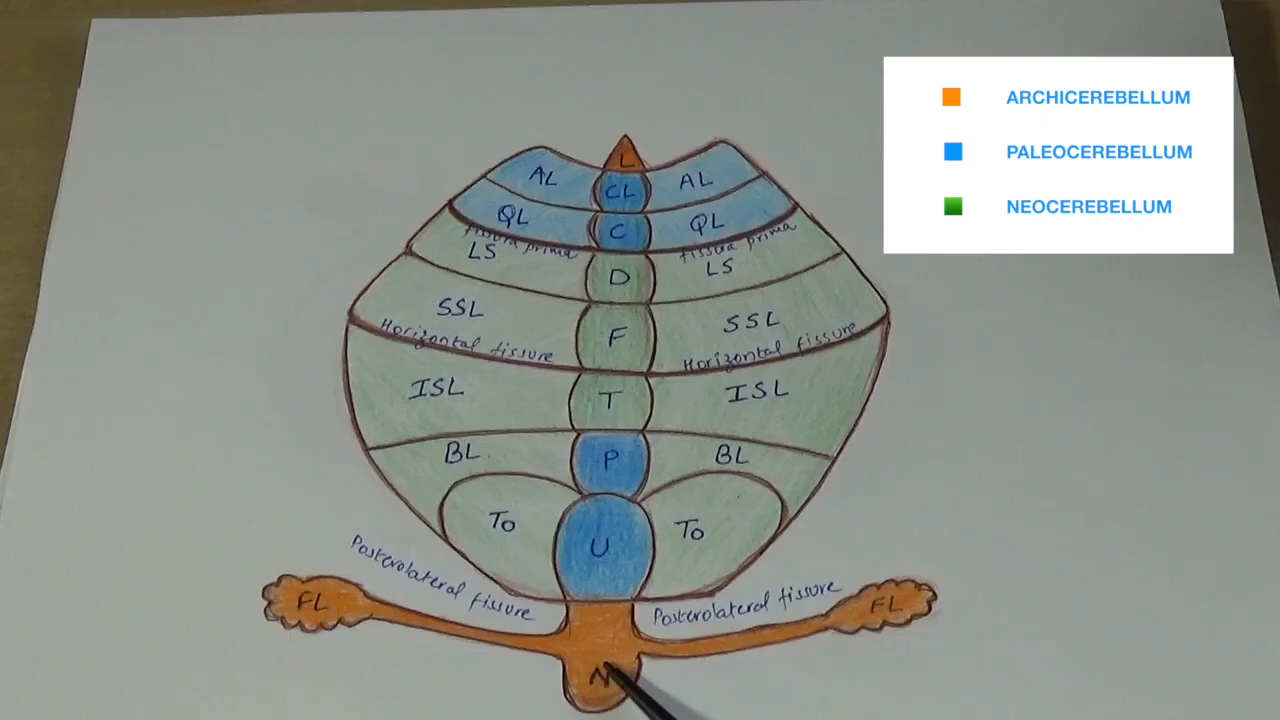 ARCHICEREBELLUM
PALEOCEREBELLUM
NEOCEREBELLUM
L
AL CL AL
QL C QL
fissura prima fissura prima
LS D LS
SSL F SSL
Horizontal fissure Horizontal fissure
ISL T ISL
BL P BL
To U To
Posterolateral fissure Posterolateral fissure
FL FL
N